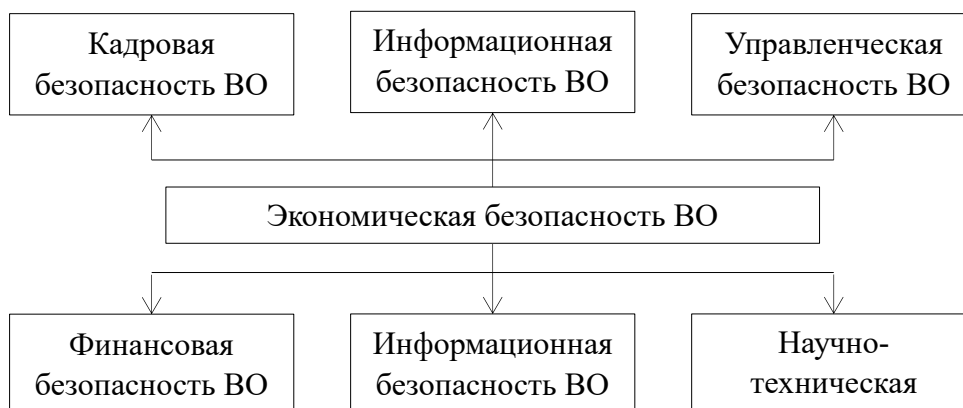 Кадровая
безопасность ВО
Информационная
безопасность ВО
Управленческая
безопасность ВО
Экономическая безопасность ВО
Финансовая
безопасность ВО
Информационная
безопасность ВО
Научно-
техническая